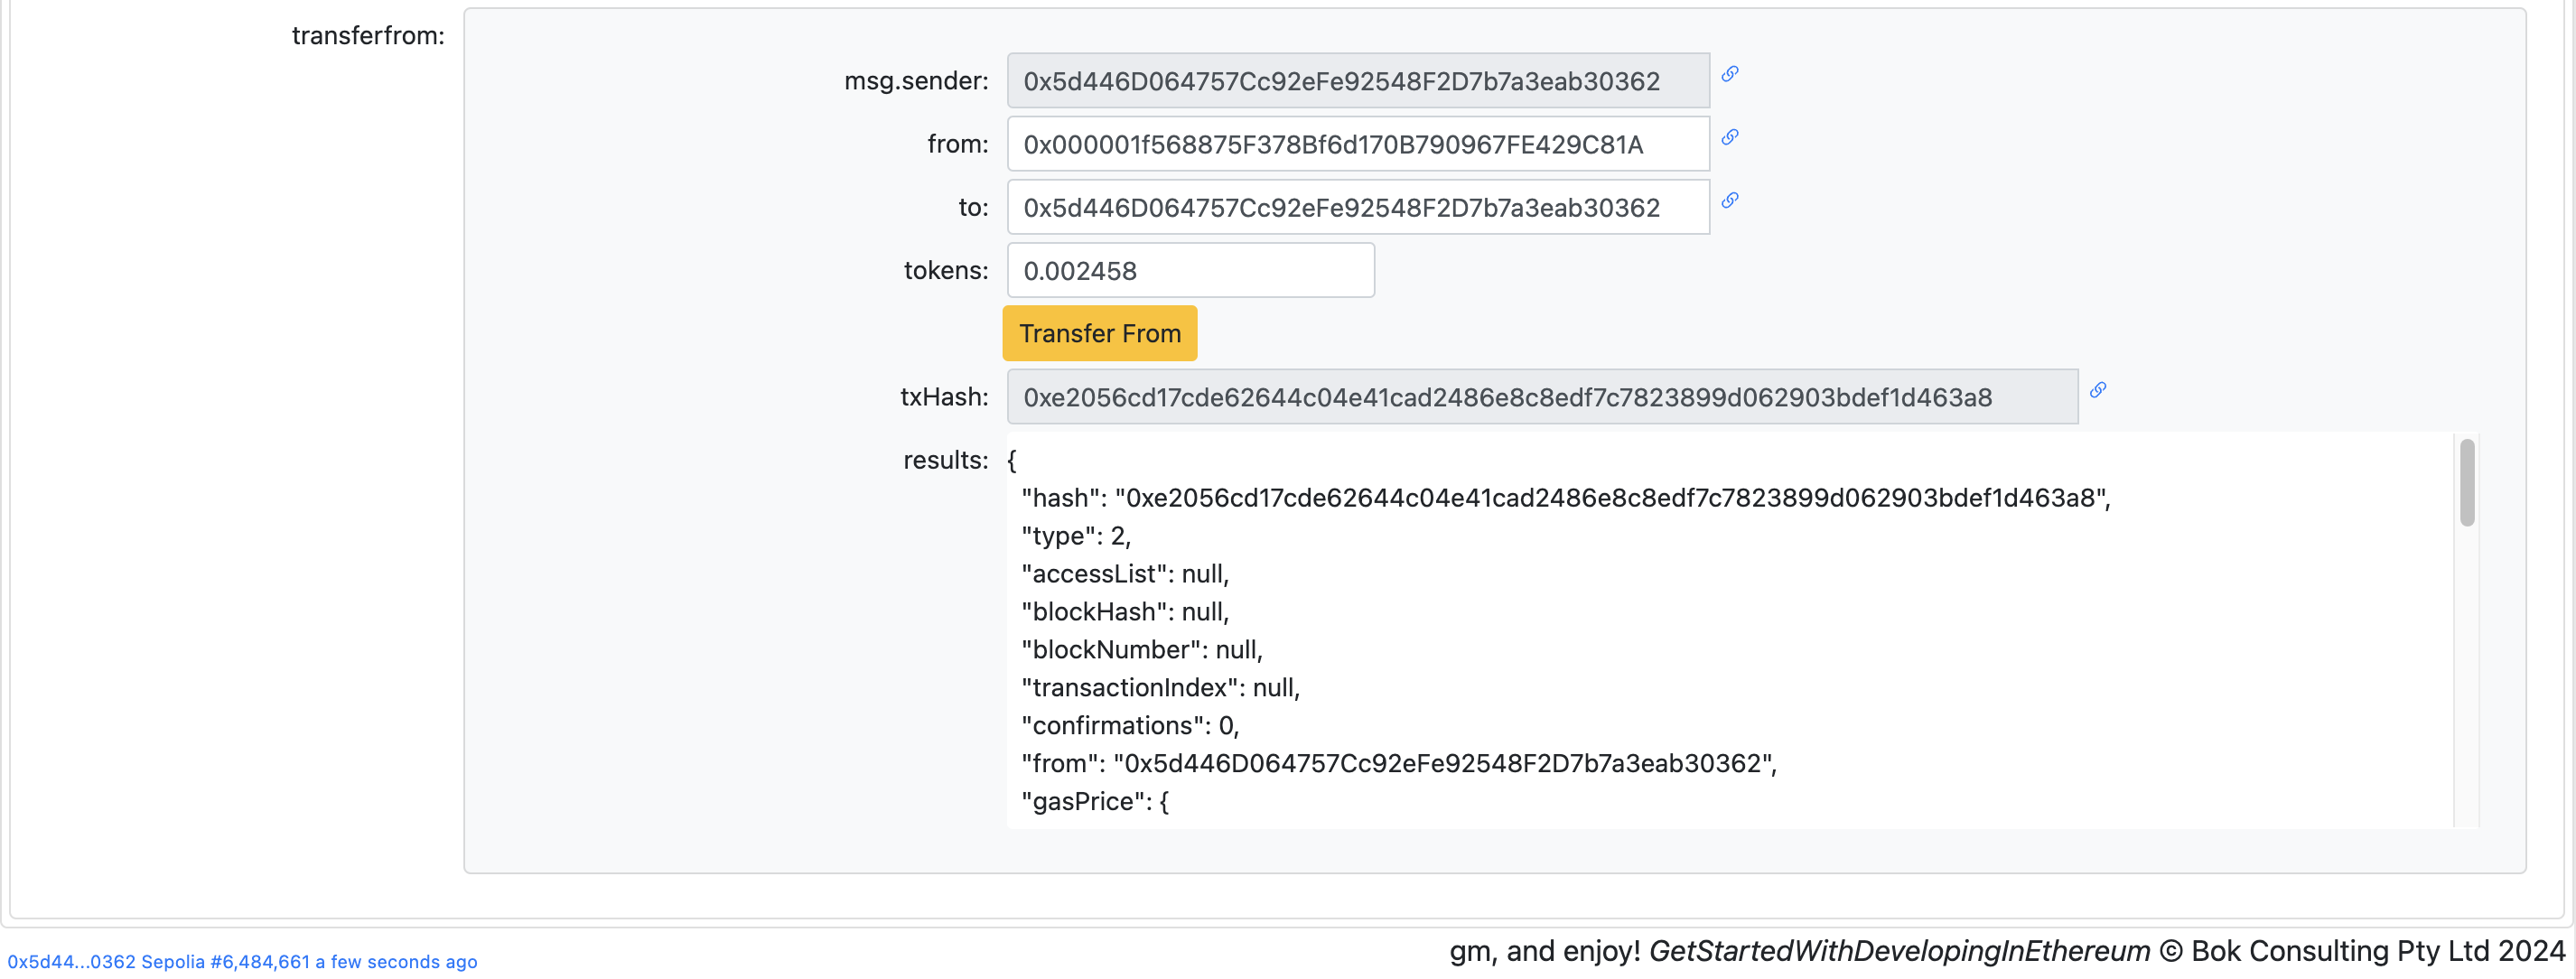 transferfrom:
msg.sender: 0x5d446D064757Cc92eFe92548F2D7b7a3eab30362
from: 0x000001f568875F378Bf6d170B790967FE429C81A
to: 0x5d446D064757Cc92eFe92548F2D7b7a3eab30362
tokens: 0.002458
Transfer From
txHash: 0xe2056cd17cde62644c04e41cad2486e8c8edf7c7823899d062903bdef1d463a8
results: {
"hash": "0xe2056cd17cde62644c04e41cad2486e8c8edf7c7823899d062903bdef1d463a8",
"type": 2,
"accessList": null,
"blockHash": null,
"blockNumber": null,
"transactionIndex": null,
"confirmations": 0,
"from": "0x5d446D064757Cc92eFe92548F2D7b7a3eab30362",
"gasPrice": {
0x5d44...0362 Sepolia #6,484,661 a few seconds ago
gm, and enjoy! GetStartedWithDevelopingInEthereum © Bok Consulting Pty Ltd 2024